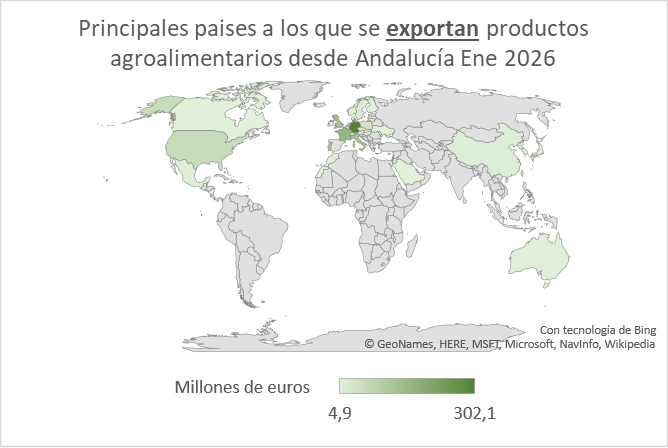 Principales paises a los que se exportan productos
agroalimentarios desde Andalucía Ene 2026
Con tecnología de Bing
© GeoNames, HERE, MSFT, Microsoft, NavInfo, Wikipedia
Millones de euros
4,9 302,1